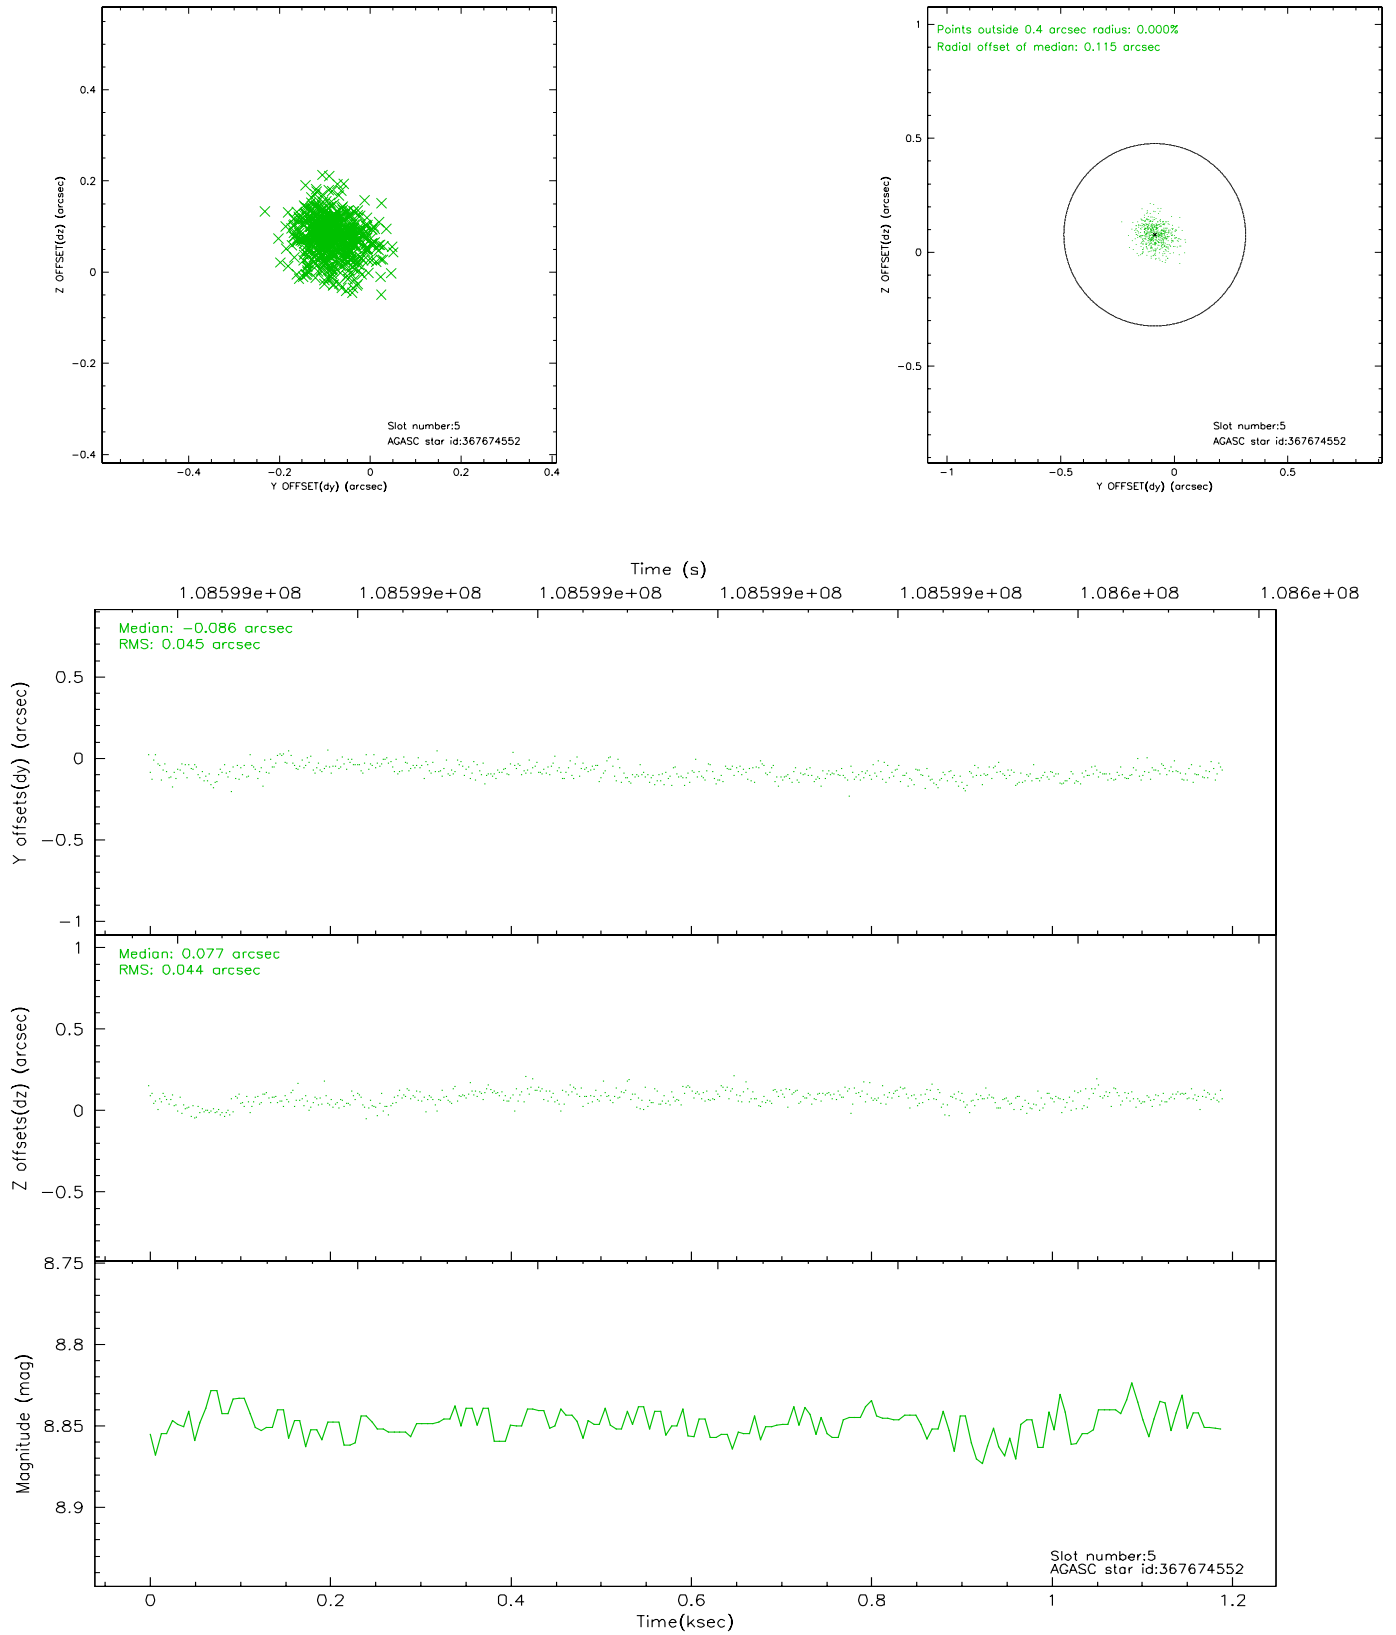 0.4
0.2
0
−0.2
−0.4
Z OFFSET(dz) (arcsec)
Slot number:5
AGASC star id:367674552
−0.4 −0.2 0 0.2 0.4
Y OFFSET(dy) (arcsec)
Points outside 0.4 arcsec radius: 0.000%
Radial offset of median: 0.115 arcsec
1
0.5
0
−0.5
Z OFFSET(dz) (arcsec)
Slot number:5
AGASC star id:367674552
−1 −0.5 0 0.5
Y OFFSET(dy) (arcsec)
Time (s)
1.08599e+08 1.08599e+08 1.08599e+08 1.08599e+08 1.08599e+08 1.086e+08 1.086e+08
Median: −0.086 arcsec
RMS: 0.045 arcsec
0.5
0
−0.5
−1
Y offsets(dy) (arcsec)
Median: 0.077 arcsec
RMS: 0.044 arcsec
1
0.5
0
−0.5
Z offsets(dz) (arcsec)
8.75
8.8
8.85
8.9
Magnitude (mag)
Slot number:5
AGASC star id:367674552
0 0.2 0.4 0.6 0.8 1 1.2
Time(ksec)